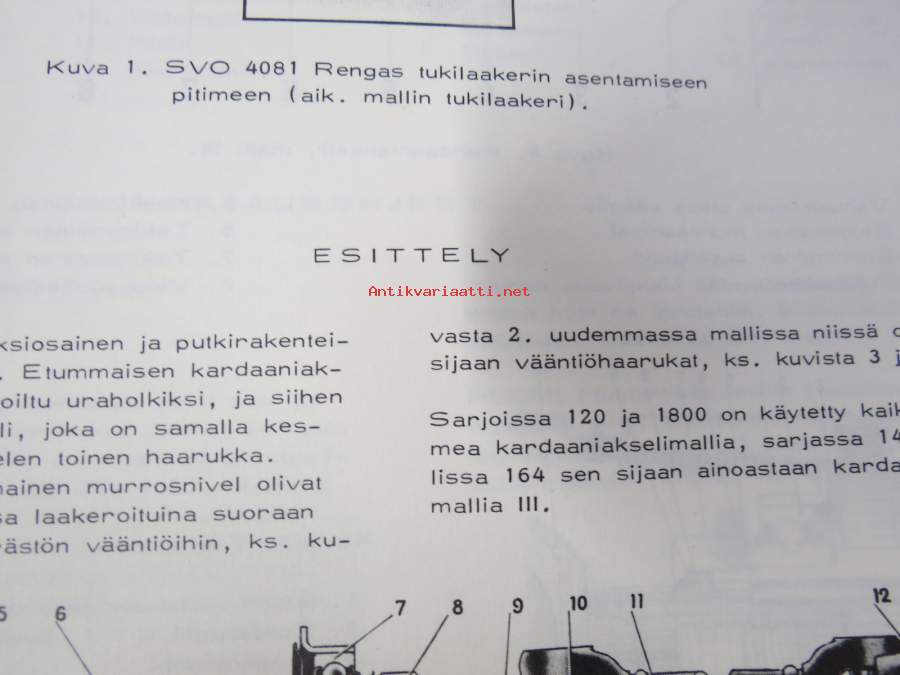 Kuva 1. SVO 4081 Rengas tukilaakerin asentamiseen
pitimeen (aik. mallin tukilaakeri).
ESITTELY
Antikvariaatti.net
ksiosainen ja putkirakentei-
. Etummaisen kardaaniak-
oiltu uraholkiksi, ja siihen
li, joka on samalla kes-
elen toinen haarukka.
nainen murrosnivel olivat
sa laakeroituina suoraan
rästön vääntiöihin, ks. ku-
vasta 2. uudemmassa mallissa niissä o
sijaan vääntiöhaarukat, ks. kuvista 3 j
Sarjoissa 120 ja 1800 on käytetty kaik
mea kardaaniakselimallia, sarjassa 14
lissa 164 sen sijaan ainoastaan karda
mallia III.
5 6 7 8 9 10 11 12